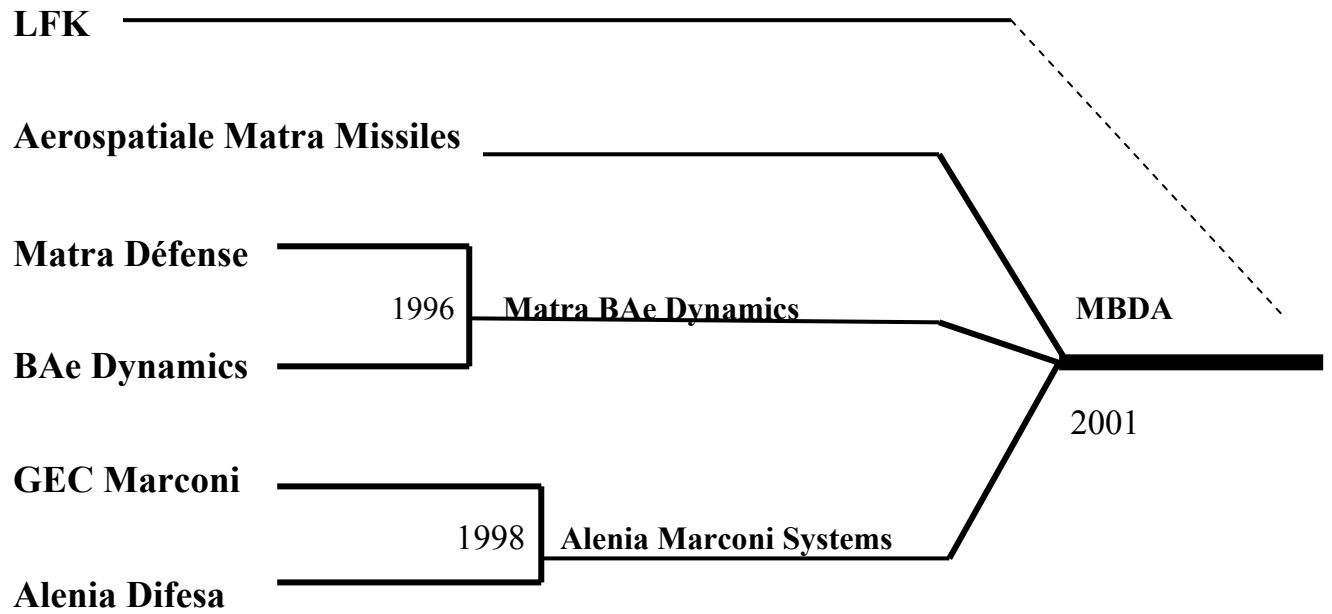 LFK
Aerospatiale Matra Missiles
Matra Défense
1996 Matra BAe Dynamics
MBDA
BAe Dynamics
2001
GEC Marconi
1998 Alenia Marconi Systems
Alenia Difesa